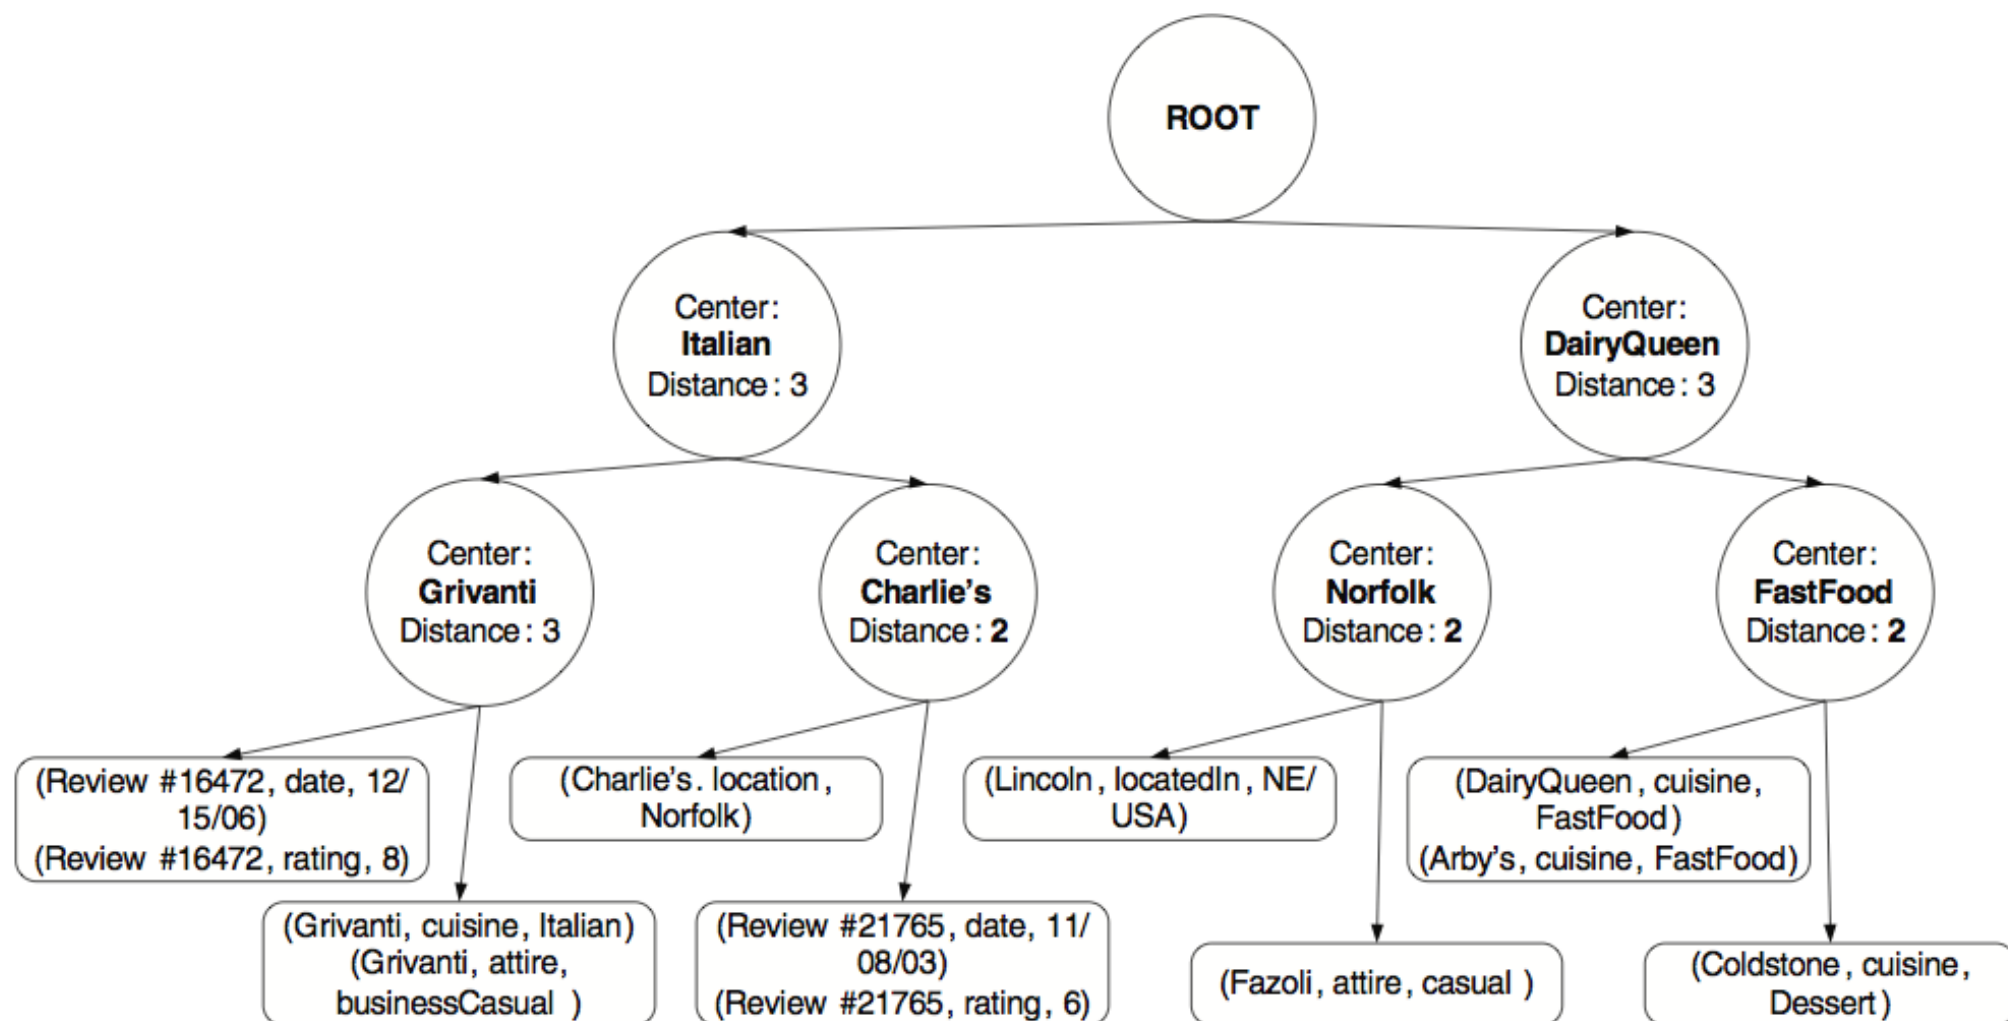 ROOT
Center:
Italian
Distance: 3
Center:
DairyQueen
Distance: 3
Center:
Grivanti
Distance: 3
Center:
Charlie's
Distance: 2
Center:
Norfolk
Distance: 2
Center:
FastFood
Distance: 2
(Review #16472, date, 12/
15/06)
(Review #16472, rating, 8)
(Charlie's. location,
Norfolk)
(Lincoln, locatedIn, NE/
USA)
(DairyQueen, cuisine,
FastFood)
(Arby's, cuisine, FastFood)
(Grivanti, cuisine, Italian)
(Grivanti, attire,
businessCasual )
(Review #21765, date, 11/
08/03)
(Review #21765, rating, 6)
(Fazoli, attire, casual )
(Coldstone, cuisine,
Dessert)